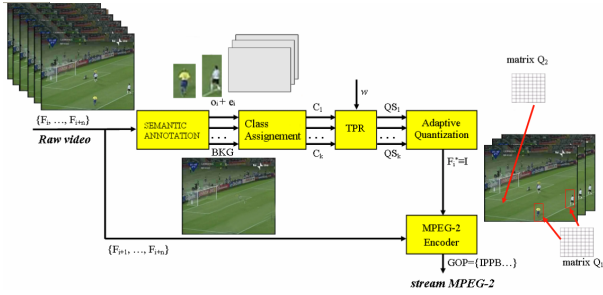 matrix Q2
oi + ei
w
{Fi, …, Fi+n}
Raw video
SEMANTIC
ANNOTATION
BKG
Class
Assignement
C1
. . .
Ck
TPR
QS1
. . .
QSk
Adaptive
Quantization
Fi*=I
MPEG-2
Encoder
{Fi+1, …, Fi+n}
GOP={IPPB…}
stream MPEG-2
matrix Q1